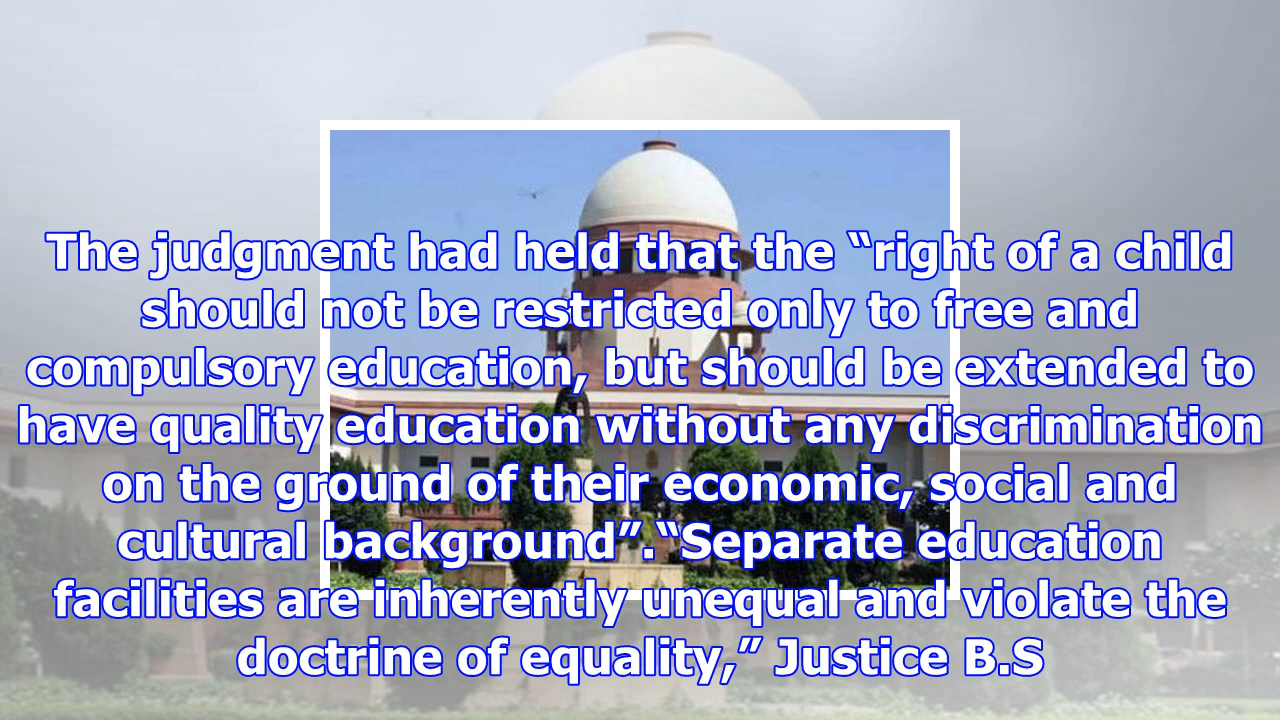 The judgment had held that the “right of a child
should not be restricted only to free and
compulsory education, but should be extended to
have quality education without any discrimination
on the ground of their economic, social and
cultural background”.“Separate education
facilities are inherently unequal and violate the
doctrine of equality,” Justice B.S